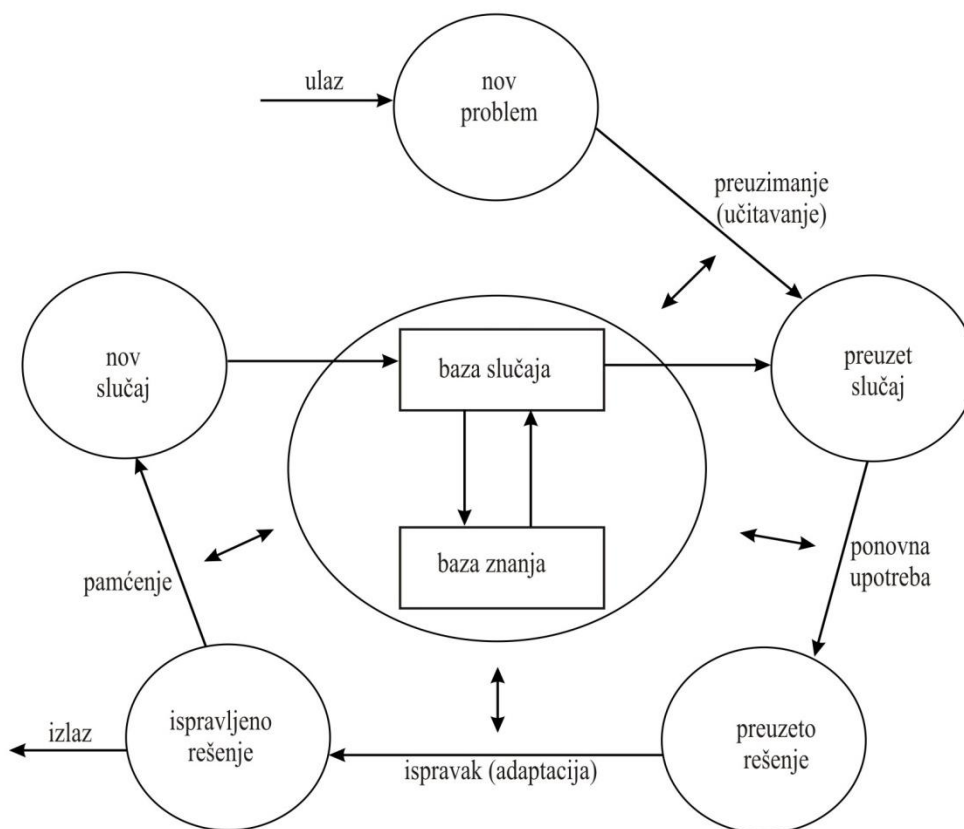 ulaz
nov
problem
preuzimanje
(učitavanje)
nov
slučaj
baza slučaja
preuzet
slučaj
baza znanja
ponovna
upotreba
pamćenje
ispravljeno
rešenje
izlaz
ispravak (adaptacija)
preuzeto
rešenje